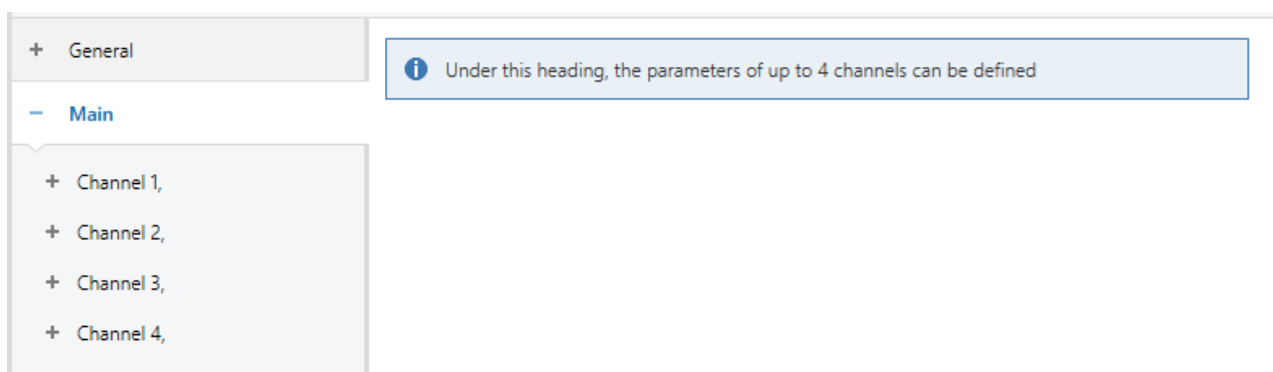 General
Under this heading, the parameters of up to 4 channels can be defined
Main
Channel 1,
Channel 2,
Channel 3,
Channel 4,